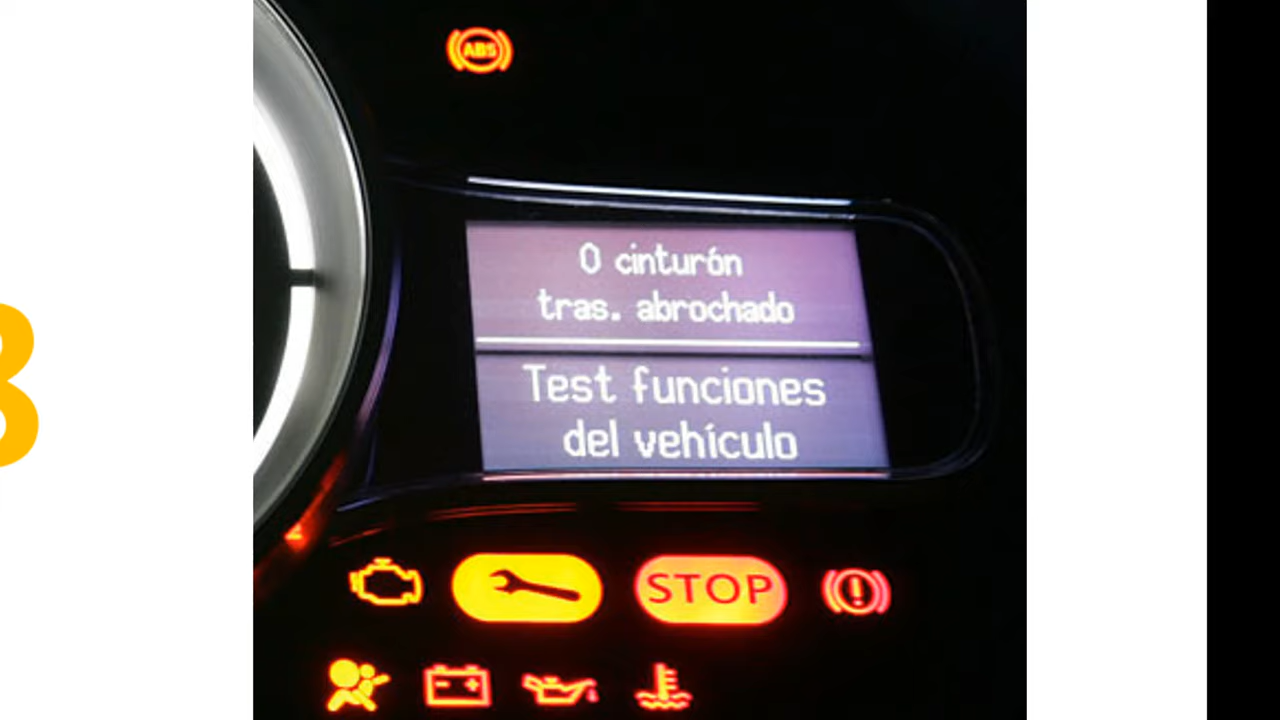 ABS
0 cinturón
tras. abrochado
Test funciones
del vehículo
STOP